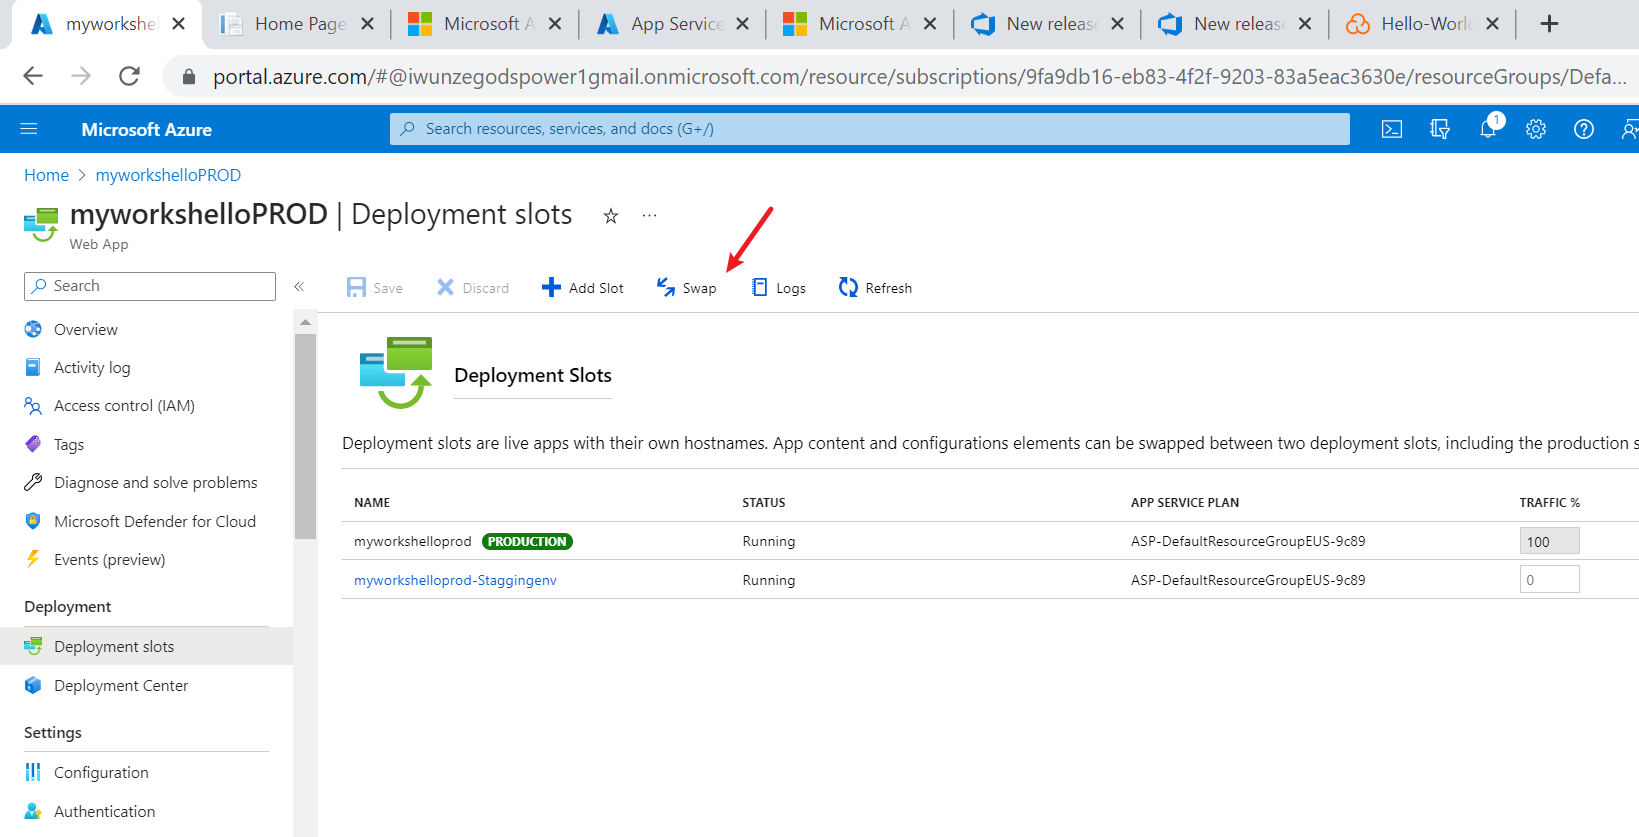 myworkshel
Home Page
Microsoft A
App Service
Microsoft A
New release
New release
Hello-World
portal.azure.com/#@iwunzegodspower1gmail.onmicrosoft.com/resource/subscriptions/9fa9db16-eb83-4f2f-9203-83a5eac3630e/resourceGroups/Defa...
Microsoft Azure
Search resources, services, and docs (G+/)
1
Home > myworkshelloPROD
myworkshelloPROD | Deployment slots
Web App
Search
Save
Discard
Add Slot
Swap
Logs
Refresh
Overview
Activity log
Access control (IAM)
Tags
Diagnose and solve problems
Microsoft Defender for Cloud
Events (preview)
Deployment
Deployment slots
Deployment Center
Settings
Configuration
Authentication
Deployment Slots
Deployment slots are live apps with their own hostnames. App content and configurations elements can be swapped between two deployment slots, including the production s
NAME STATUS APP SERVICE PLAN TRAFFIC %
myworkshelloprod PRODUCTION Running ASP-DefaultResourceGroupEUS-9c89 100
myworkshelloprod-Staggingenv Running ASP-DefaultResourceGroupEUS-9c89 0